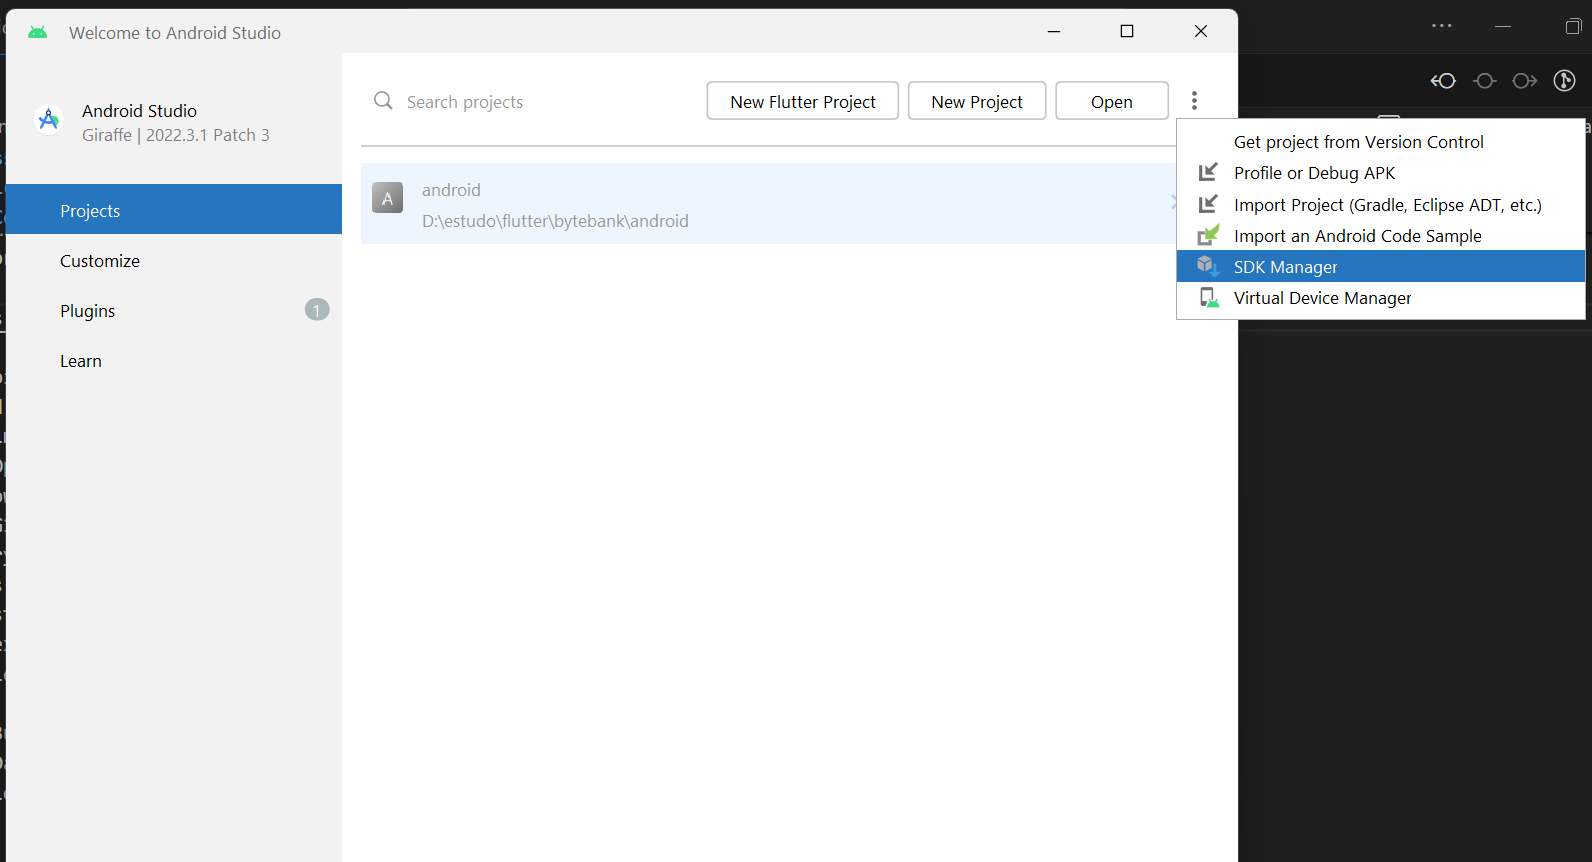 Welcome to Android Studio
Android Studio
Giraffe | 2022.3.1 Patch 3
Projects
Customize
Plugins
1
Learn
Search projects
New Flutter Project
New Project
Open
A
android
D:\estudo\flutter\bytebank\android
Get project from Version Control
Profile or Debug APK
Import Project (Gradle, Eclipse ADT, etc.)
Import an Android Code Sample
SDK Manager
Virtual Device Manager